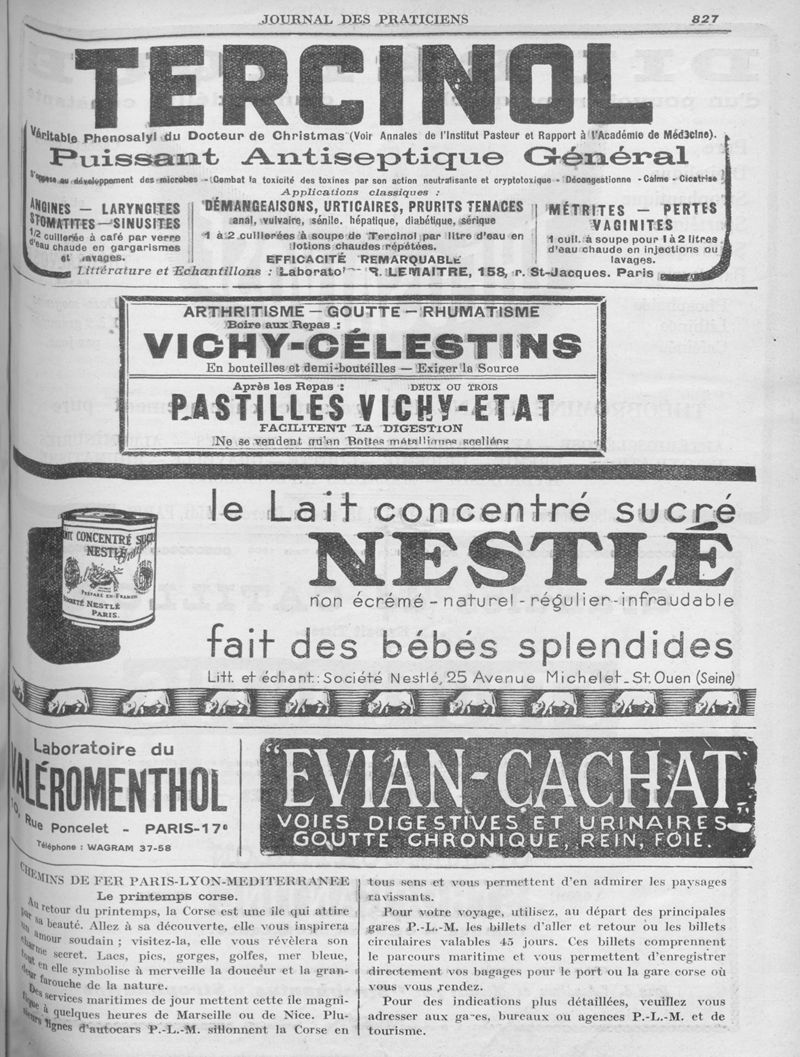 JOURNAL DES PRATICIENS 827
TERCINOL
Véritable Phenosalyl du Docteur de Christmas (Voir Annales de l'Institut Pasteur et Rapport à l'Académie de Méd3cine).
Puissant Antiseptique Général
S'oppose au développement des microbes - Combat la toxicité des toxines par son action neutralisante et cryptotoxique - Décongestionne - Calme - Cicatrise
Applications classiques :
ANGINES — LARYNGITES
STOMATITES — SINUSITES
1/2 cuillerée à café par verre
d'eau chaude en gargarismes
et lavages.
DÉMANGEAISONS, URTICAIRES, PRURITS TENACES
anal, vulvaire, sénile, hépatique, diabétique, sérique
1 à 2 cuillerées à soupe de Tercinol par litre d'eau en
lotions chaudes répétées.
EFFICACITÉ REMARQUABLE
MÉTRITES — PERTES
VAGINITES
1 cuil. à soupe pour 1 à 2 litres
d'eau chaude en injections ou
lavages.
Littérature et Echantillons : Laborato R. LEMAITRE, 158, r. St-Jacques. Paris
ARTHRITISME — GOUTTE — RHUMATISME
Boire aux Repas :
VICHY-CÉLESTINS
En bouteilles et demi-bouteilles — Exiger la Source
Après les Repas : DEUX OU TROIS
PASTILLES VICHY-ETAT
FACILITENT LA DIGESTION
Ne se vendent qu'en Boîtes métalliques scellées
LAIT CONCENTRÉ SUCRÉ
NESTLÉ
PRÉPARÉ EN FRANCE
SOCIÉTÉ NESTLÉ
PARIS.
le Lait concentré sucré
NESTLÉ
non écrémé - naturel - régulier - infraudable
fait des bébés splendides
Litt. et échant.: Société Nestlé, 25 Avenue Michelet - St. Ouen (Seine)
Laboratoire du
VALÉROMENTHOL
Rue Poncelet - PARIS-17e
Téléphone : WAGRAM 37-58
"EVIAN-CACHAT"
VOIES DIGESTIVES ET URINAIRES
GOUTTE CHRONIQUE, REIN, FOIE.
CHEMINS DE FER PARIS-LYON-MEDITERRANEE
Le printemps corse.
Au retour du printemps, la Corse est une île qui attire
par sa beauté. Allez à sa découverte, elle vous inspirera
un amour soudain ; visitez-la, elle vous révèlera son
charme secret. Lacs, pics, gorges, golfes, mer bleue,
tout en elle symbolise à merveille la douceur et la gran-
deur farouche de la nature.
Des services maritimes de jour mettent cette île magni-
fique à quelques heures de Marseille ou de Nice. Plu-
sieurs lignes d'autocars P.-L.-M. sillonnent la Corse en
tous sens et vous permettent d'en admirer les paysages
ravissants.
Pour votre voyage, utilisez, au départ des principales
gares P.-L.-M. les billets d'aller et retour ou les billets
circulaires valables 45 jours. Ces billets comprennent
le parcours maritime et vous permettent d'enregistrer
directement vos bagages pour le port ou la gare corse où
vous vous rendez.
Pour des indications plus détaillées, veuillez vous
adresser aux ga-es, bureaux ou agences P.-L.-M. et de
tourisme.